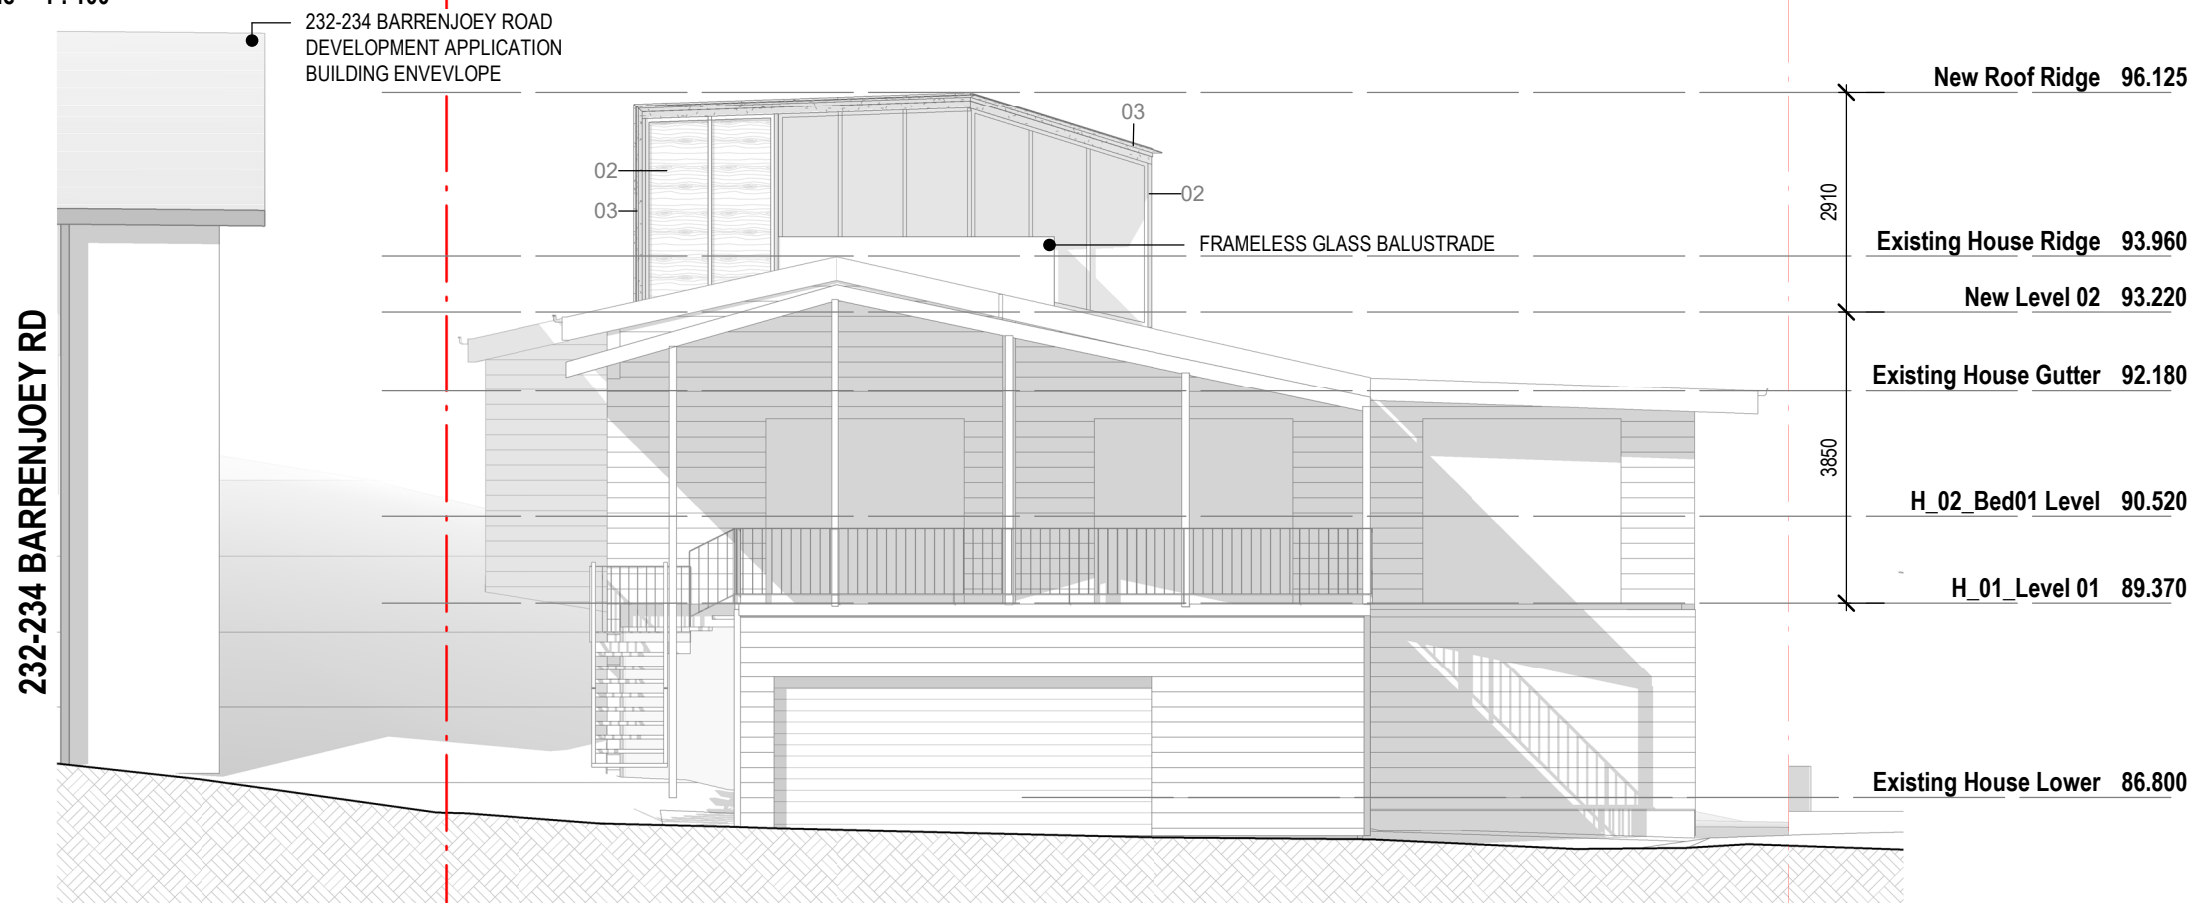 1 : 100
232-234 BARRENJOEY ROAD
DEVELOPMENT APPLICATION
BUILDING ENVEVLOPE
New Roof Ridge 96.125
03
02
03
02
2910
FRAMELESS GLASS BALUSTRADE
Existing House Ridge 93.960
New Level 02 93.220
232-234 BARRENJOEY RD
Existing House Gutter 92.180
3850
H_02_Bed01 Level 90.520
H_01_Level 01 89.370
Existing House Lower 86.800